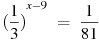 (1/3)^{x-9} = 1/81